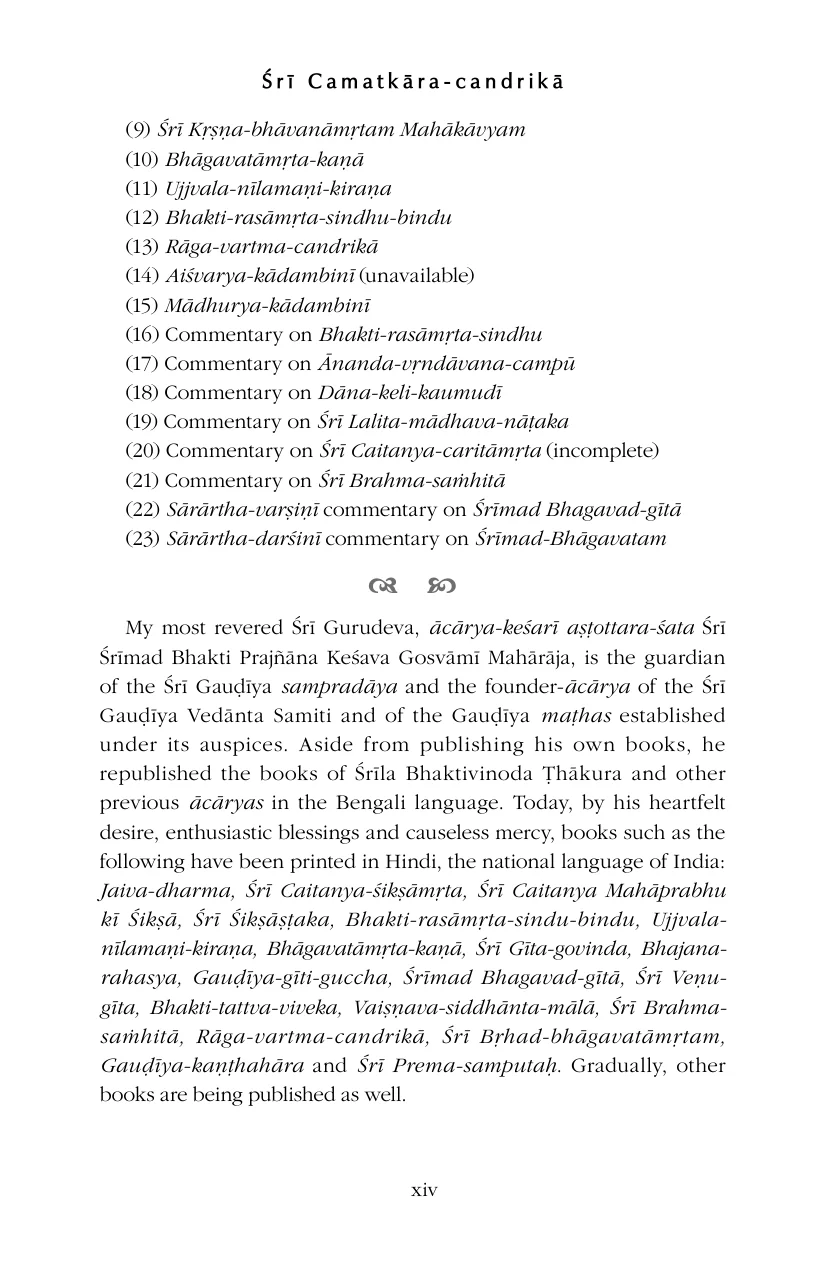 Śrī Camatkāra-candrikā
(9) Śrī Kṛṣṇa-bhāvanāmṛtam Mahākāvyam
(10) Bhāgavatāmṛta-kaṇā
(11) Ujjvala-nīlamaṇi-kiraṇa
(12) Bhakti-rasāmṛta-sindhu-bindu
(13) Rāga-vartma-candrikā
(14) Aiśvarya-kādambinī (unavailable)
(15) Mādhurya-kādambinī
(16) Commentary on Bhakti-rasāmṛta-sindhu
(17) Commentary on Ānanda-vṛndāvana-campū
(18) Commentary on Dāna-keli-kaumudī
(19) Commentary on Śrī Lalita-mādhava-nāṭaka
(20) Commentary on Śrī Caitanya-caritāmṛta (incomplete)
(21) Commentary on Śrī Brahma-saṁhitā
(22) Sārārtha-varṣiṇī commentary on Śrīmad Bhagavad-gītā
(23) Sārārtha-darśinī commentary on Śrīmad-Bhāgavatam
My most revered Śrī Gurudeva, ācārya-keśarī aṣṭottara-śata Śrī
Śrīmad Bhakti Prajñāna Keśava Gosvāmī Mahārāja, is the guardian
of the Śrī Gauḍīya sampradāya and the founder-ācārya of the Śrī
Gauḍīya Vedānta Samiti and of the Gauḍīya maṭhas established
under its auspices. Aside from publishing his own books, he
republished the books of Śrīla Bhaktivinoda Ṭhākura and other
previous ācāryas in the Bengali language. Today, by his heartfelt
desire, enthusiastic blessings and causeless mercy, books such as the
following have been printed in Hindi, the national language of India:
Jaiva-dharma, Śrī Caitanya-śikṣāmṛta, Śrī Caitanya Mahāprabhu
kī Śikṣā, Śrī Śikṣāṣṭaka, Bhakti-rasāmṛta-sindu-bindu, Ujjvala-
nīlamaṇi-kiraṇa, Bhāgavatāmṛta-kaṇā, Śrī Gīta-govinda, Bhajana-
rahasya, Gauḍīya-gīti-guccha, Śrīmad Bhagavad-gītā, Śrī Veṇu-
gīta, Bhakti-tattva-viveka, Vaiṣṇava-siddhānta-mālā, Śrī Brahma-
saṁhitā, Rāga-vartma-candrikā, Śrī Bṛhad-bhāgavatāmṛtam,
Gauḍīya-kaṇṭhahāra and Śrī Prema-samputaḥ. Gradually, other
books are being published as well.
xiv